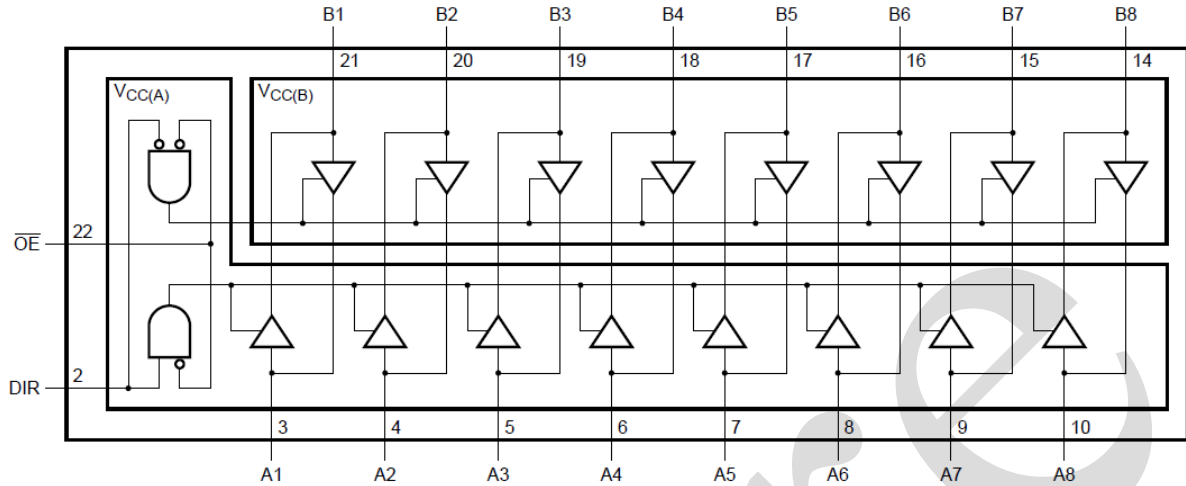 B1 B2 B3 B4 B5 B6 B7 B8
21 20 19 18 17 16 15 14
VCC(A) VCC(B)
OE 22
DIR 2
3 4 5 6 7 8 9 10
A1 A2 A3 A4 A5 A6 A7 A8